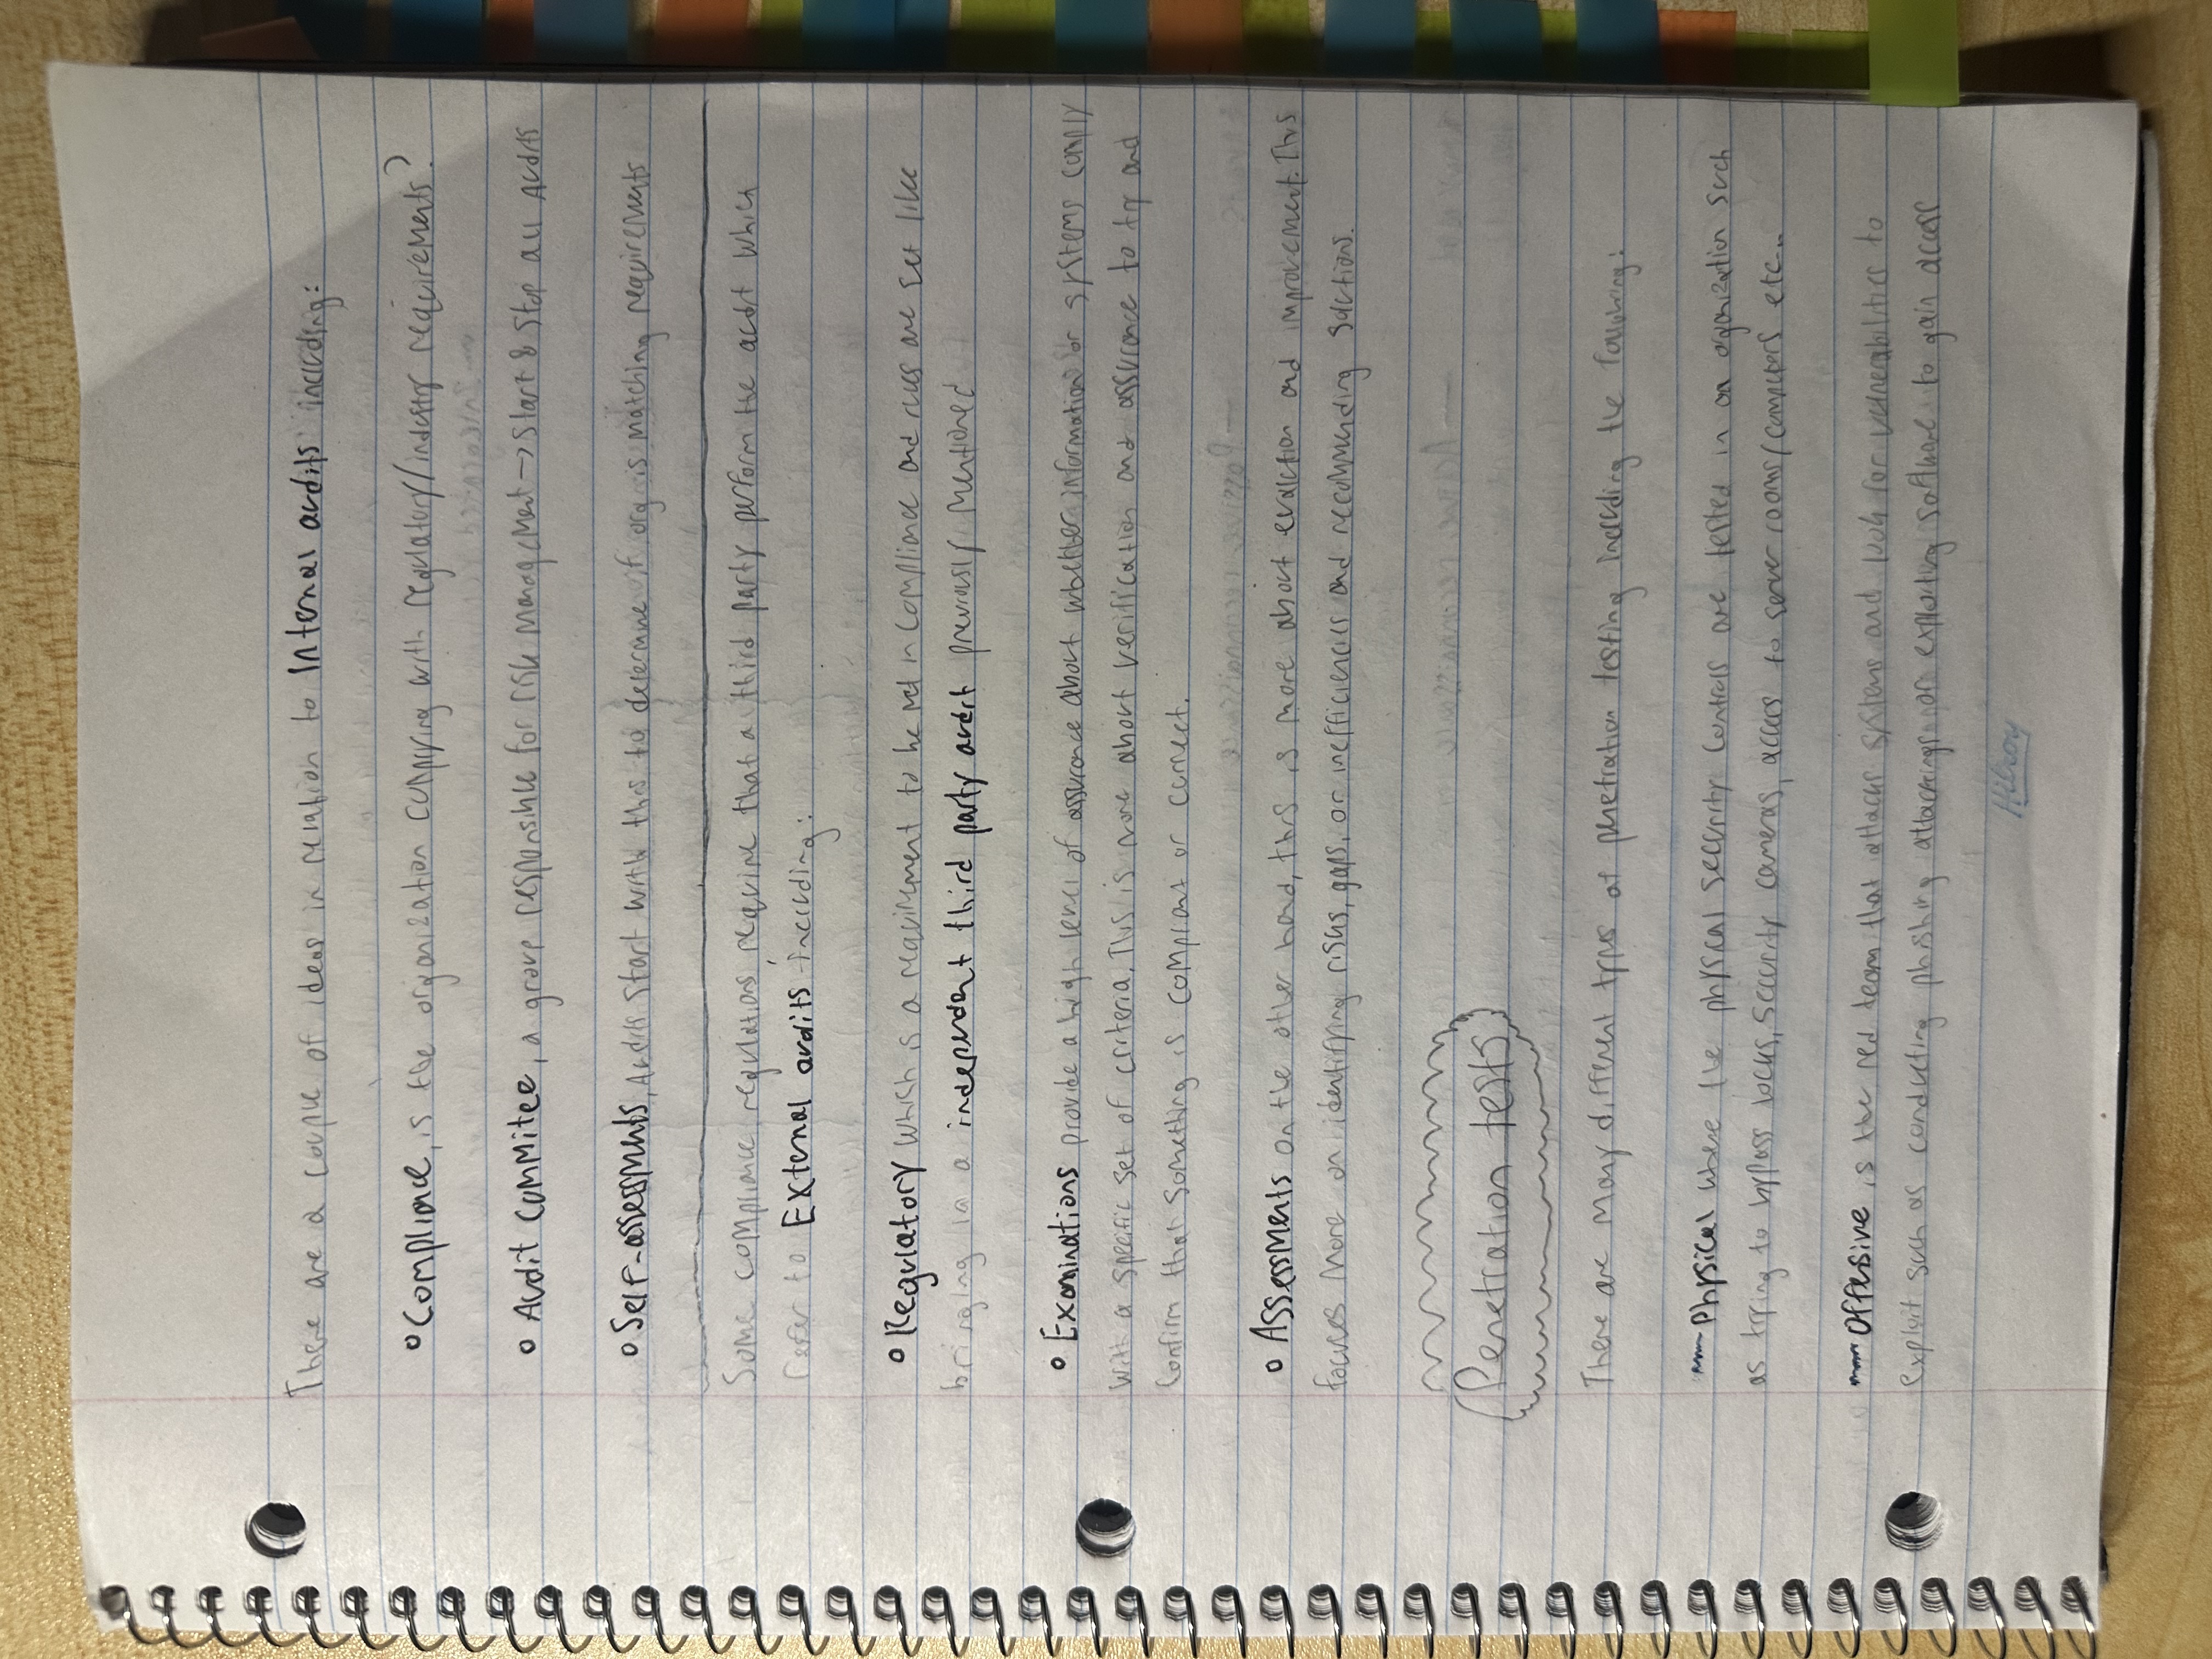 There are a couple of ideas in relation to Internal audits including:
Compliance, is the organization complying with regulatory/industry requirements?
Audit Commitee, a group responsible for risk management → Start & Stop all Audits
Self-assessments, Audits start with this to determine if org is matching requirements
Some compliance regulations require that a third party perform the audit which
refer to External audits including:
Regulatory which is a requirement to be met in compliance and rules are set like
bringing in a independent third party audit previously mentioned
Examinations provide a high level of assurance about whether information or systems comply
with a specific set of criteria. This is more about verification and assurance to try and
Confirm that something is compliant or correct.
Assessments on the other hand, this is more about evalution and improvement. This
focuses more on identifying risks, gaps, or inefficiencies and recommending solutions.
Penetration tests
There are many different types of penetration testing including the following:
Physical where the physical security controls are tested in an organization such
as trying to bypass locks, security cameras, access to server rooms/computers etc...
Offensive is the red team that attacks systems and look for vulnerabilities to
exploit such as conducting phishing attackings or exploiting software to gain access
Hilroy